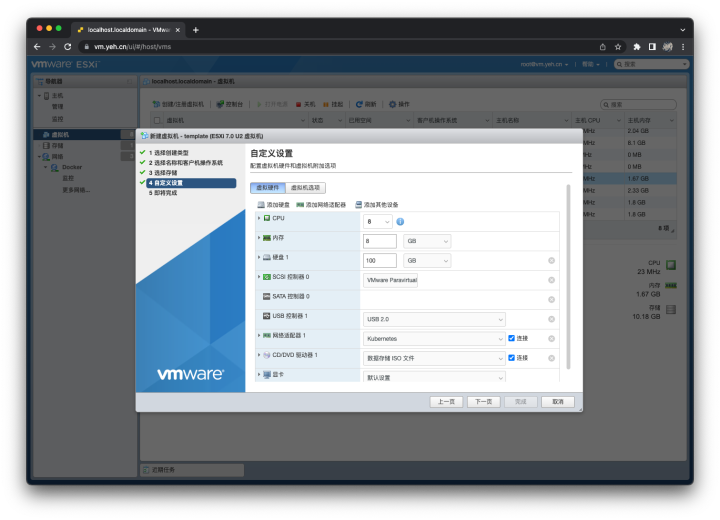 localhost.localdomain - VMwar
vm.yeh.cn/ui/#/host/vms
vmware ESXi
root@vm.yeh.cn
帮助
搜索
导航器
localhost.localdomain - 虚拟机
主机
管理
监控
虚拟机
存储
网络
Docker
监控
更多网络...
创建/注册虚拟机
控制台
打开电源
关机
挂起
刷新
操作
搜索
虚拟机
状态
已用空间
客户机操作系统
主机名称
主机 CPU
主机内存
MHz
2.04 GB
MHz
8.1 GB
MHz
0 MB
MHz
0 MB
MHz
1.67 GB
MHz
2.33 GB
MHz
1.8 GB
MHz
1.8 GB
6 项
CPU
23 MHz
内存
1.67 GB
存储
10.18 GB
新建虚拟机 - template (ESXi 7.0 U2 虚拟机)
1 选择创建类型
2 选择名称和客户机操作系统
3 选择存储
4 自定义设置
5 即将完成
vmware
自定义设置
配置虚拟机硬件和虚拟机附加选项
虚拟硬件
虚拟机选项
添加硬盘
添加网络适配器
添加其他设备
CPU
8
内存
8
GB
硬盘 1
100
GB
SCSI 控制器 0
VMware Paravirtual
SATA 控制器 0
USB 控制器 1
USB 2.0
网络适配器 1
Kubernetes
连接
CD/DVD 驱动器 1
数据存储 ISO 文件
连接
显卡
默认设置
上一页
下一页
完成
取消
近期任务